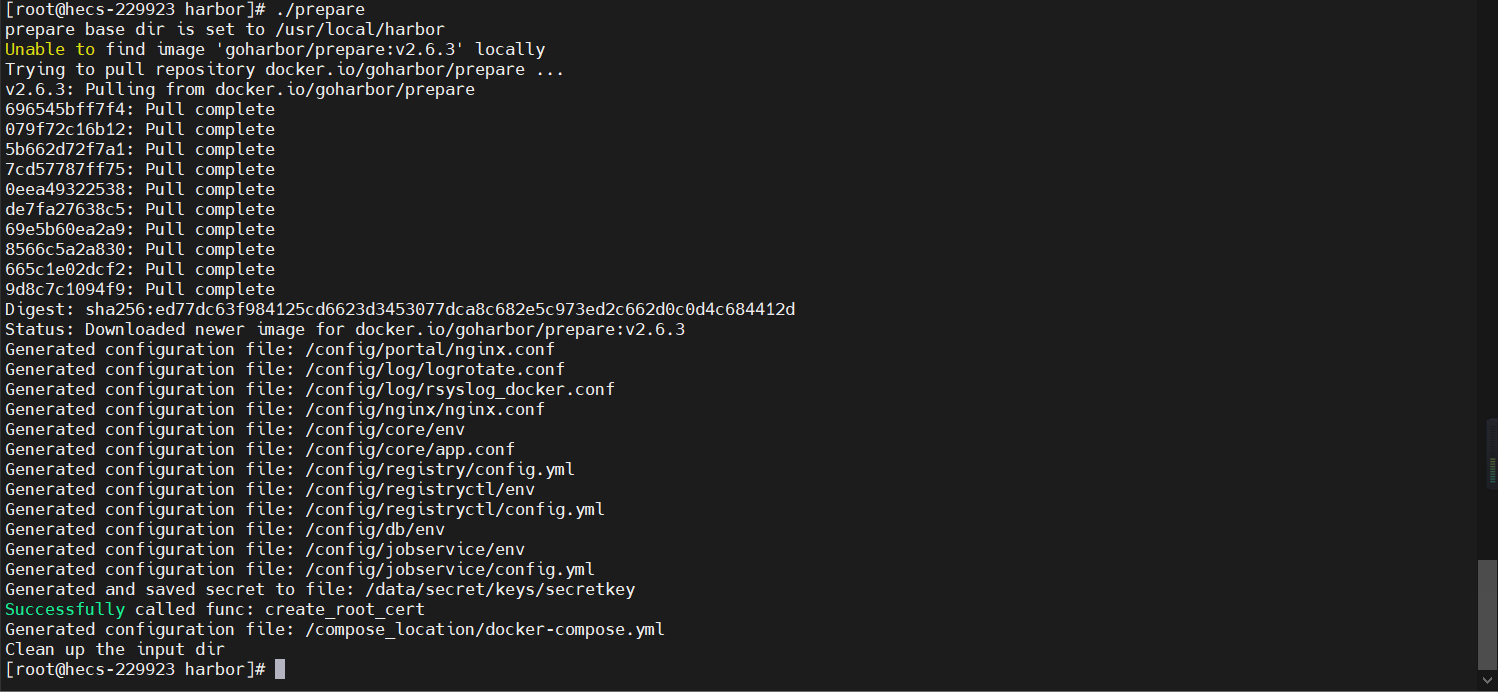 [root@hecs-229923 harbor]# ./prepare
prepare base dir is set to /usr/local/harbor
Unable to find image 'goharbor/prepare:v2.6.3' locally
Trying to pull repository docker.io/goharbor/prepare ...
v2.6.3: Pulling from docker.io/goharbor/prepare
696545bff7f4: Pull complete
079f72c16b12: Pull complete
5b662d72f7a1: Pull complete
7cd57787ff75: Pull complete
0eea49322538: Pull complete
de7fa27638c5: Pull complete
69e5b60ea2a9: Pull complete
8566c5a2a830: Pull complete
665c1e02dcf2: Pull complete
9d8c7c1094f9: Pull complete
Digest: sha256:ed77dc63f984125cd6623d3453077dca8c682e5c973ed2c662d0c0d4c684412d
Status: Downloaded newer image for docker.io/goharbor/prepare:v2.6.3
Generated configuration file: /config/portal/nginx.conf
Generated configuration file: /config/log/logrotate.conf
Generated configuration file: /config/log/rsyslog_docker.conf
Generated configuration file: /config/nginx/nginx.conf
Generated configuration file: /config/core/env
Generated configuration file: /config/core/app.conf
Generated configuration file: /config/registry/config.yml
Generated configuration file: /config/registryctl/env
Generated configuration file: /config/registryctl/config.yml
Generated configuration file: /config/db/env
Generated configuration file: /config/jobservice/env
Generated configuration file: /config/jobservice/config.yml
Generated and saved secret to file: /data/secret/keys/secretkey
Successfully called func: create_root_cert
Generated configuration file: /compose_location/docker-compose.yml
Clean up the input dir
[root@hecs-229923 harbor]#